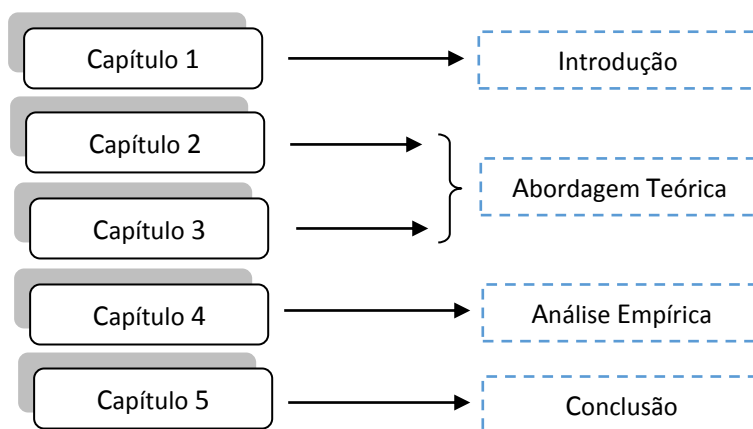 Capítulo 1
Introdução
Capítulo 2
Abordagem Teórica
Capítulo 3
Capítulo 4
Análise Empírica
Capítulo 5
Conclusão